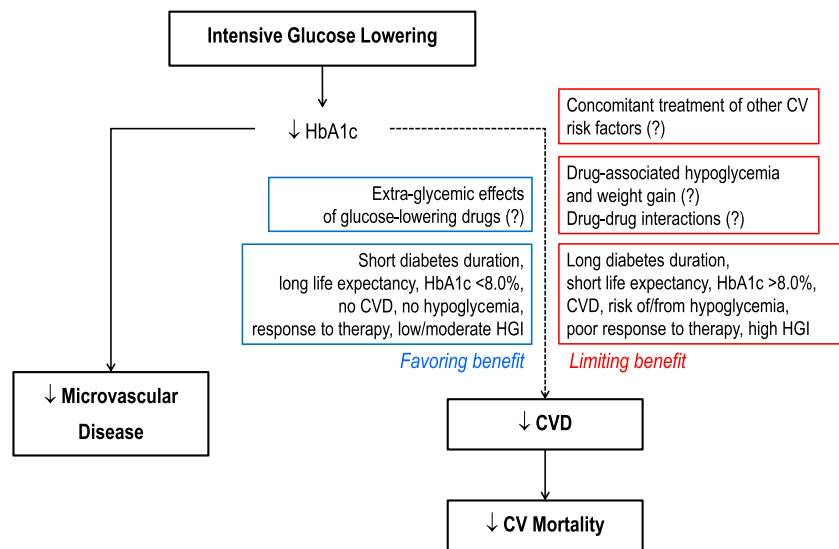 Intensive Glucose Lowering
↓ HbA1c
Concomitant treatment of other CV
risk factors (?)
Extra-glycemic effects
of glucose-lowering drugs (?)
Drug-associated hypoglycemia
and weight gain (?)
Drug-drug interactions (?)
Short diabetes duration,
long life expectancy, HbA1c <8.0%,
no CVD, no hypoglycemia,
response to therapy, low/moderate HGI
Long diabetes duration,
short life expectancy, HbA1c >8.0%,
CVD, risk of/from hypoglycemia,
poor response to therapy, high HGI
Favoring benefit
Limiting benefit
↓ Microvascular
Disease
↓ CVD
↓ CV Mortality